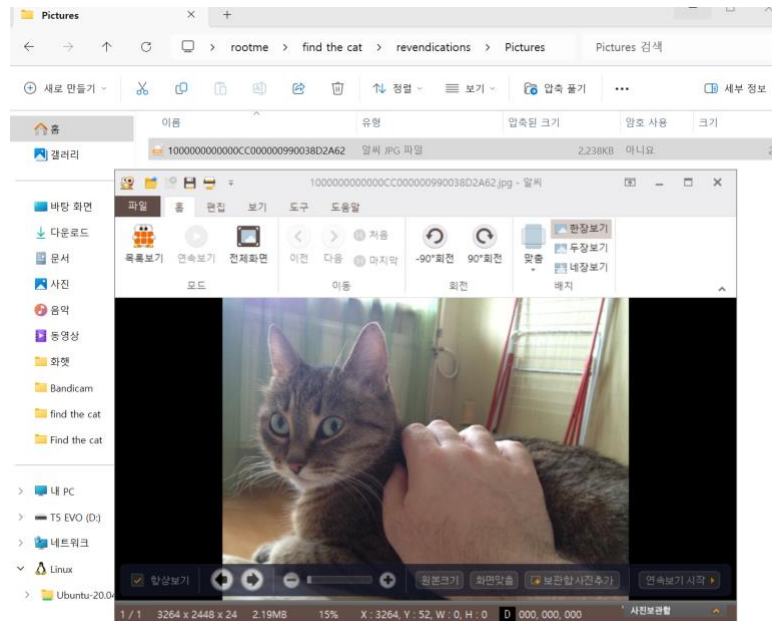 Pictures
rootme > find the cat > revendications > Pictures
Pictures 검색
새로 만들기
정렬
보기
압축 풀기
세부 정보
홈
갤러리
바탕 화면
다운로드
문서
사진
음악
동영상
화햇
Bandicam
find the cat
Find the cat
내 PC
T5 EVO (D:)
네트워크
Linux
Ubuntu-20.04
이름 유형 압축된 크기 암호 사용 크기
1000000000000CC000000990038D2A62 알씨 JPG 파일 2,238KB 아니요
1000000000000CC000000990038D2A62.jpg - 알씨
파일 홈 편집 보기 도구 도움말
목록보기 연속보기 전체화면
이전 다음 처음 마지막
-90°회전 90°회전
맞춤 한장보기
두장보기
네장보기
모드 이동 회전 배치
항상보기 원본크기 화면맞춤 보관함사진추가 연속보기 시작
1 / 1 3264 x 2448 x 24 2.19MB 15% X : 3264, Y : 52, W : 0, H : 0 D 000, 000, 000 사진보관함